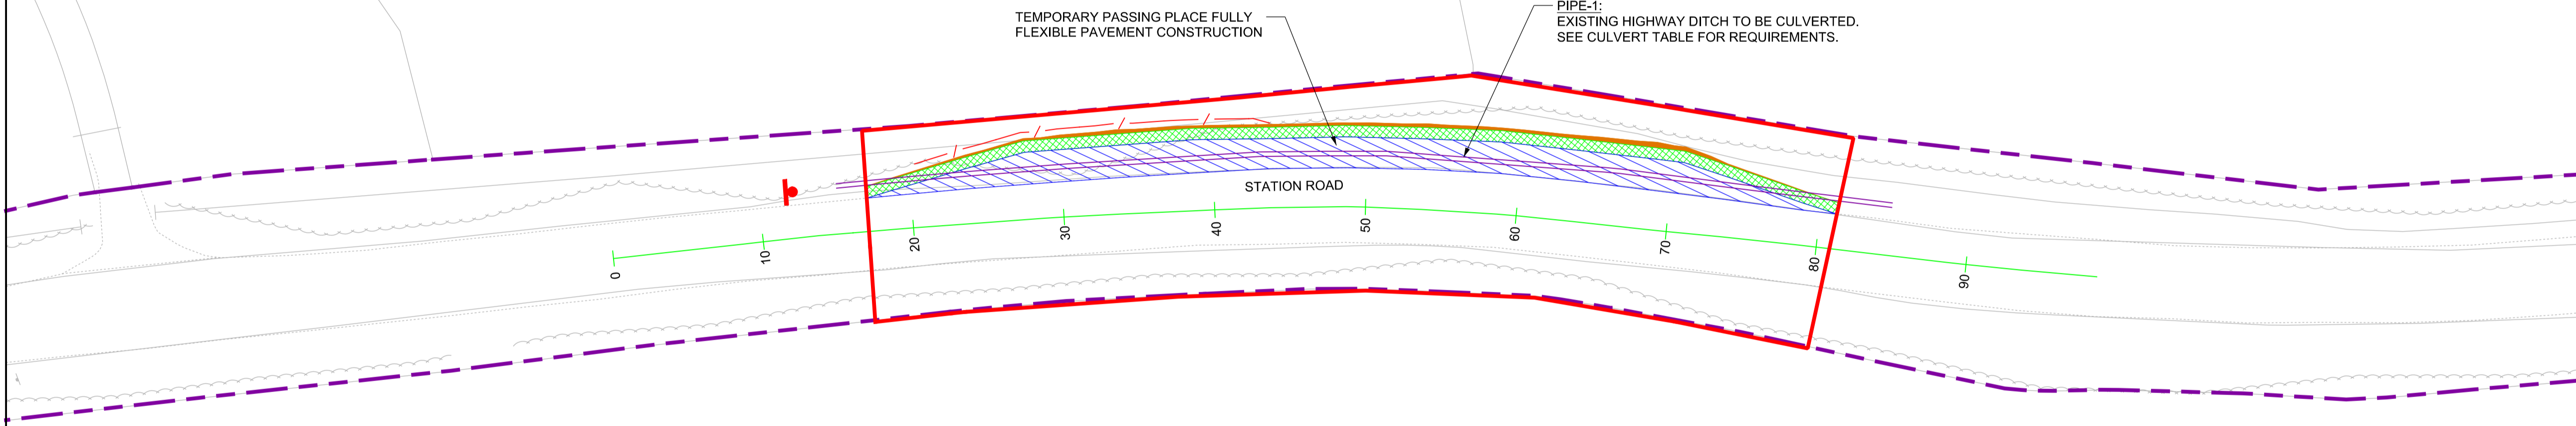 TEMPORARY PASSING PLACE FULLY
FLEXIBLE PAVEMENT CONSTRUCTION
PIPE-1:
EXISTING HIGHWAY DITCH TO BE CULVERTED.
SEE CULVERT TABLE FOR REQUIREMENTS.
STATION ROAD
0
10
20
30
40
50
60
70
80
90